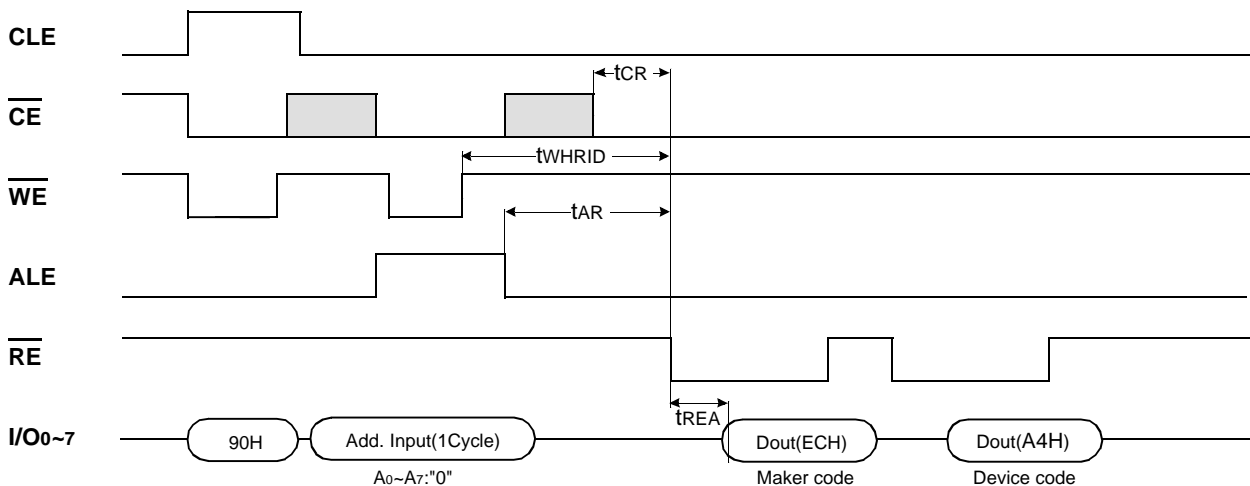 CLE
tCR
CE
tWHRID
WE
tAR
ALE
RE
tREA
I/O0~7
90H
Add. Input(1Cycle)
Dout(ECH)
Dout(A4H)
A0~A7:"0"
Maker code
Device code